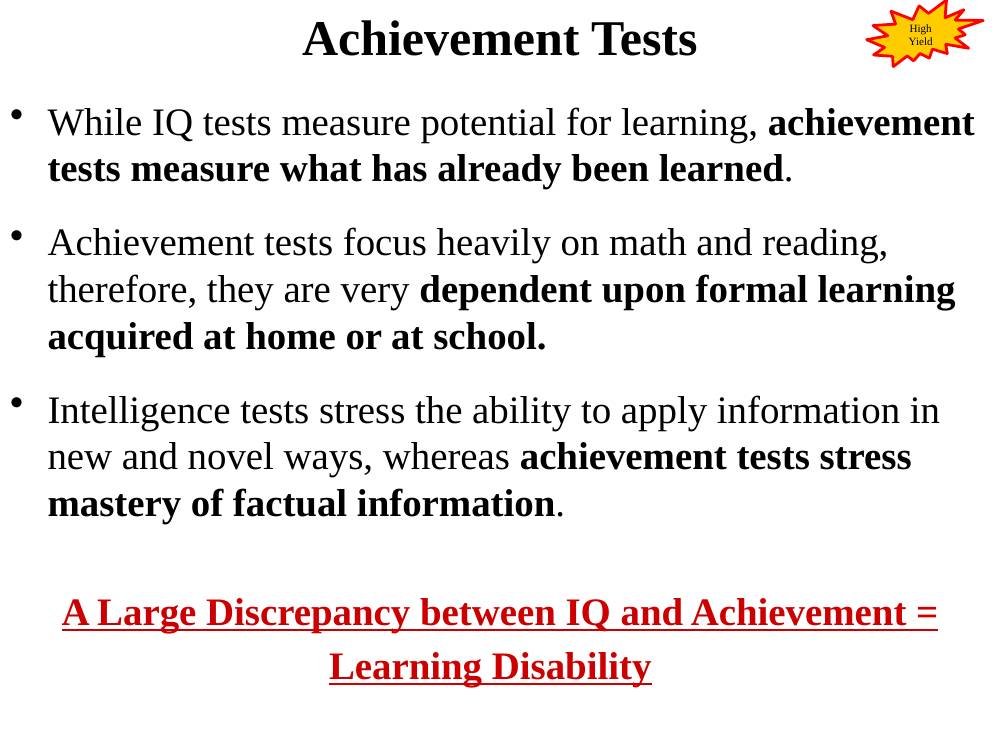 Achievement Tests
High
Yield
• While IQ tests measure potential for learning, achievement
tests measure what has already been learned.
• Achievement tests focus heavily on math and reading,
therefore, they are very dependent upon formal learning
acquired at home or at school.
• Intelligence tests stress the ability to apply information in
new and novel ways, whereas achievement tests stress
mastery of factual information.
A Large Discrepancy between IQ and Achievement =
Learning Disability